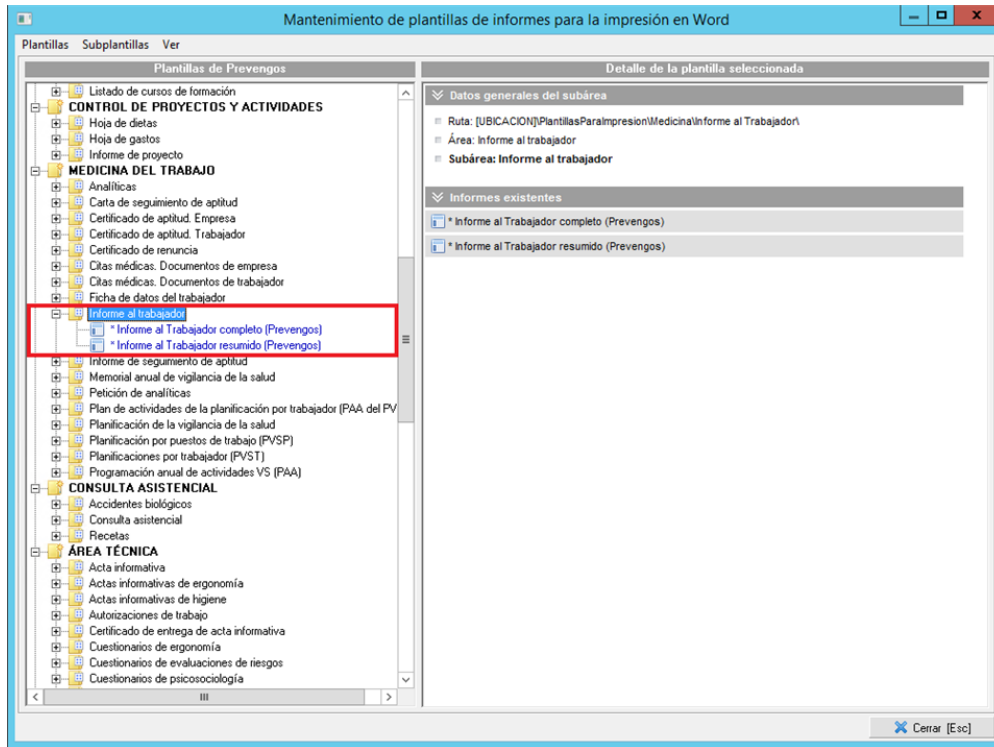 Mantenimiento de plantillas de informes para la impresión en Word
Plantillas Subplantillas Ver
Plantillas de Prevengos
Listado de cursos de formación
CONTROL DE PROYECTOS Y ACTIVIDADES
Hoja de dietas
Hoja de gastos
Informe de proyecto
MEDICINA DEL TRABAJO
Analíticas
Carta de seguimiento de aptitud
Certificado de aptitud. Empresa
Certificado de aptitud. Trabajador
Certificado de renuncia
Citas médicas. Documentos de empresa
Citas médicas. Documentos de trabajador
Ficha de datos del trabajador
Informe al trabajador
* Informe al Trabajador completo (Prevengos)
* Informe al Trabajador resumido (Prevengos)
Informe de seguimiento de aptitud
Memorial anual de vigilancia de la salud
Petición de analíticas
Plan de actividades de la planificación por trabajador (PAA del PV
Planificación de la vigilancia de la salud
Planificación por puestos de trabajo (PVSP)
Planificaciones por trabajador (PVST)
Programación anual de actividades VS (PAA)
CONSULTA ASISTENCIAL
Accidentes biológicos
Consulta asistencial
Recetas
ÁREA TÉCNICA
Acta informativa
Actas informativas de ergonomía
Actas informativas de higiene
Autorizaciones de trabajo
Certificado de entrega de acta informativa
Cuestionarios de ergonomía
Cuestionarios de evaluaciones de riesgos
Cuestionarios de psicosociología
Detalle de la plantilla seleccionada
Datos generales del subárea
Ruta: [UBICACION]\PlantillasParaImpresion\Medicina\Informe al Trabajador\
Área: Informe al trabajador
Subárea: Informe al trabajador
Informes existentes
* Informe al Trabajador completo (Prevengos)
* Informe al Trabajador resumido (Prevengos)
Cerrar [Esc]